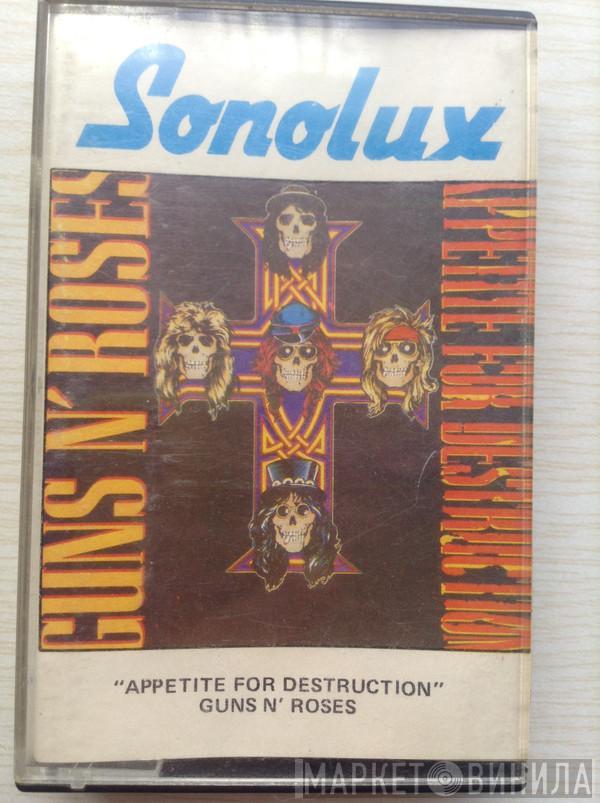 Sonolux
GUNS N' ROSES
APPETITE FOR DESTRUCTION
"APPETITE FOR DESTRUCTION"
GUNS N' ROSES
МАРКЕТ ВИНИЛА